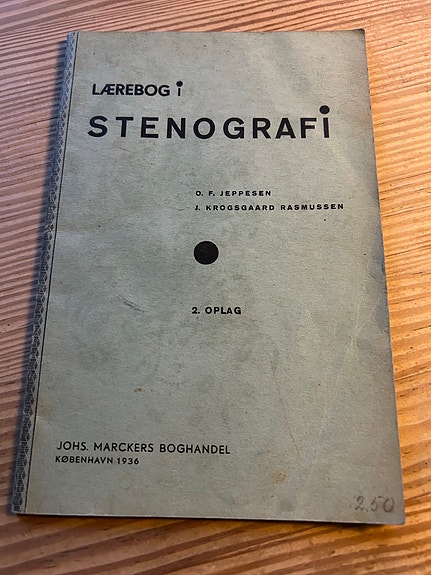 LÆREBOG i
STENOGRAFi
O. F. JEPPESEN
J. KROGSGAARD RASMUSSEN
2. OPLAG
JOHS. MARCKERS BOGHANDEL
KØBENHAVN 1936
2,50